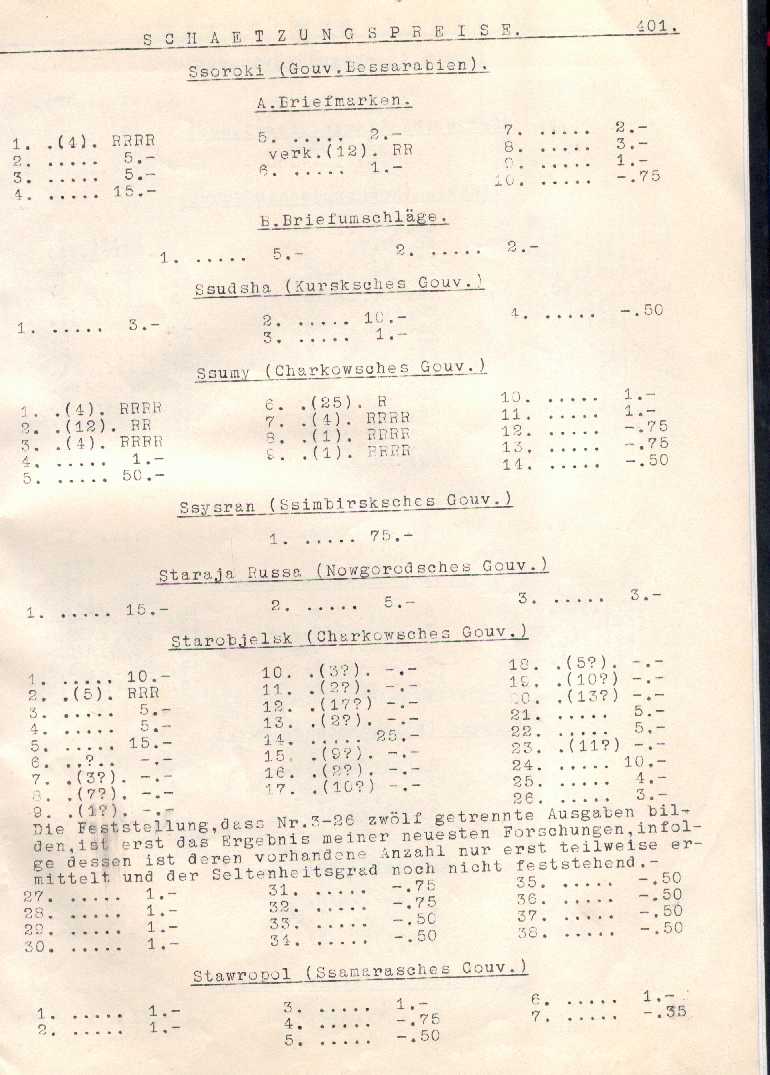 SCHAETZUNGSPREISE. 401.
Ssoroki (Gouv.Bessarabien).
A.Briefmarken.
1. .(4). RRRR
2. ..... 5.-
3. ..... 5.-
4. ..... 15.-
5. ..... 2.-
verk.(12). RR
6. ..... 1.-
7. ..... 2.-
8. ..... 3.-
9. ..... 1.-
10. ..... -.75
B.Briefumschläge.
1. ..... 5.- 2. ..... 2.-
Ssudsha (Kursksches Gouv.)
1. ..... 3.-
2. ..... 10.-
3. ..... 1.-
4. ..... -.50
Ssumy (Charkowsches Gouv.)
1. .(4). RRRR
2. .(12). RR
3. .(4). RRRR
4. ..... 1.-
5. ..... 50.-
6. .(25). R
7. .(4). RRRR
8. .(1). RRRR
9. .(1). RRRR
10. ..... 1.-
11. ..... 1.-
12. ..... -.75
13. ..... -.75
14. ..... -.50
Ssysran (Ssimbirsksches Gouv.)
1. ..... 75.-
Staraja Russa (Nowgorodsches Gouv.)
1. ..... 15.- 2. ..... 5.- 3. ..... 3.-
Starobjelsk (Charkowsches Gouv.)
1. ..... 10.-
2. .(5). RRR
3. ..... 5.-
4. ..... 5.-
5. ..... 15.-
6. ..?.. -.-
7. .(3?). -.-
8. .(7?). -.-
9. .(1?). -.-
10. .(3?). -.-
11. .(2?). -.-
12. .(17?) -.-
13. .(2?). -.-
14. ..... 25.-
15. .(9?). -.-
16. .(2?). -.-
17. .(10?) -.-
18. .(5?). -.-
19. .(10?) -.-
20. .(13?) -.-
21. ..... 5.-
22. ..... 5.-
23. .(11?) -.-
24. ..... 10.-
25. ..... 4.-
26. ..... 3.-
Die Feststellung,dass Nr.3-26 zwölf getrennte Ausgaben bil-
den,ist erst das Ergebnis meiner neuesten Forschungen,infol-
ge dessen ist deren vorhandene Anzahl nur erst teilweise er-
mittelt und der Seltenheitsgrad noch nicht feststehend.-
27. ..... 1.-
28. ..... 1.-
29. ..... 1.-
30. ..... 1.-
31. ..... -.75
32. ..... -.75
33. ..... -.50
34. ..... -.50
35. ..... -.50
36. ..... -.50
37. ..... -.50
38. ..... -.50
Stawropol (Ssamarasches Gouv.)
1. ..... 1.-
2. ..... 1.-
3. ..... 1.-
4. ..... -.75
5. ..... -.50
6. ..... 1.-
7. ..... -.35